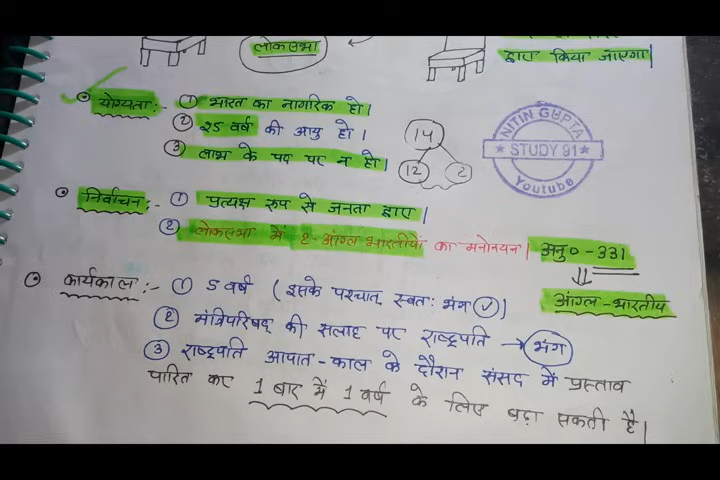 लोकसभा
द्वारा किया जाएगा|
योग्यता :- ① भारत का नागरिक हो|
② 25 वर्ष की आयु हो|
③ लाभ के पद पर न हो|
14
12 2
NITIN GUPTA
STUDY 91
Youtube
निर्वाचन :- ① प्रत्यक्ष रूप से जनता द्वारा|
② लोकसभा में 2-आंग्ल भारतीयों का मनोनयन|
अनु० - 331
आंग्ल-भारतीय
कार्यकाल :- ① 5 वर्ष (इसके पश्चात् स्वतः भंग ✓)
② मंत्रिपरिषद् की सलाह पर राष्ट्रपति → भंग
③ राष्ट्रपति आपात-काल के दौरान संसद में प्रस्ताव
पारित कर 1 बार में 1 वर्ष के लिए बढ़ा सकती है|